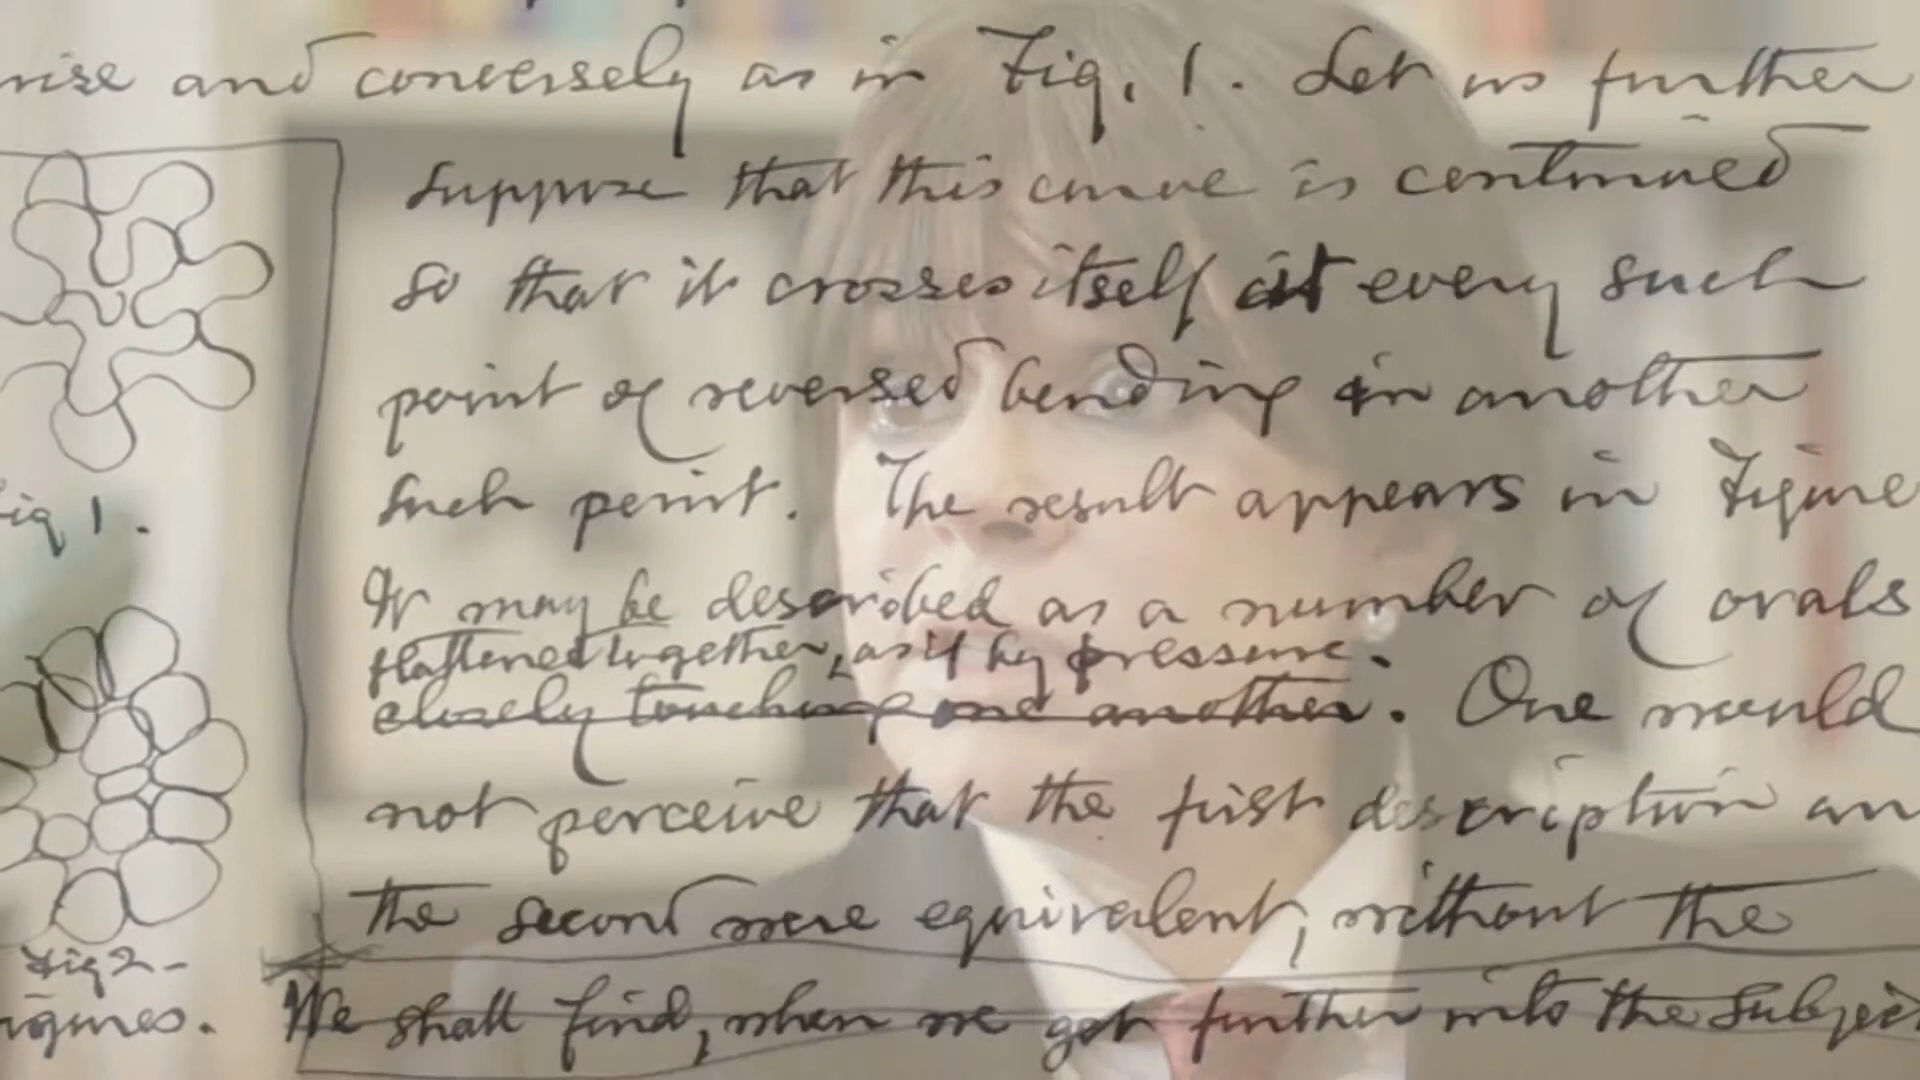 rise and conversely as in Fig. 1. Let us further
suppose that this curve is continued
so that it crosses itself at every such
point of reversed bending in another
such point. The result appears in Figure
Fig 1.
It may be described as a number of ovals
flattened together, as if by pressure.
closely touching one another. One would
not perceive that the first description an
the second were equivalent, without the
Fig 2-
figures. We shall find, when we get further into the subject